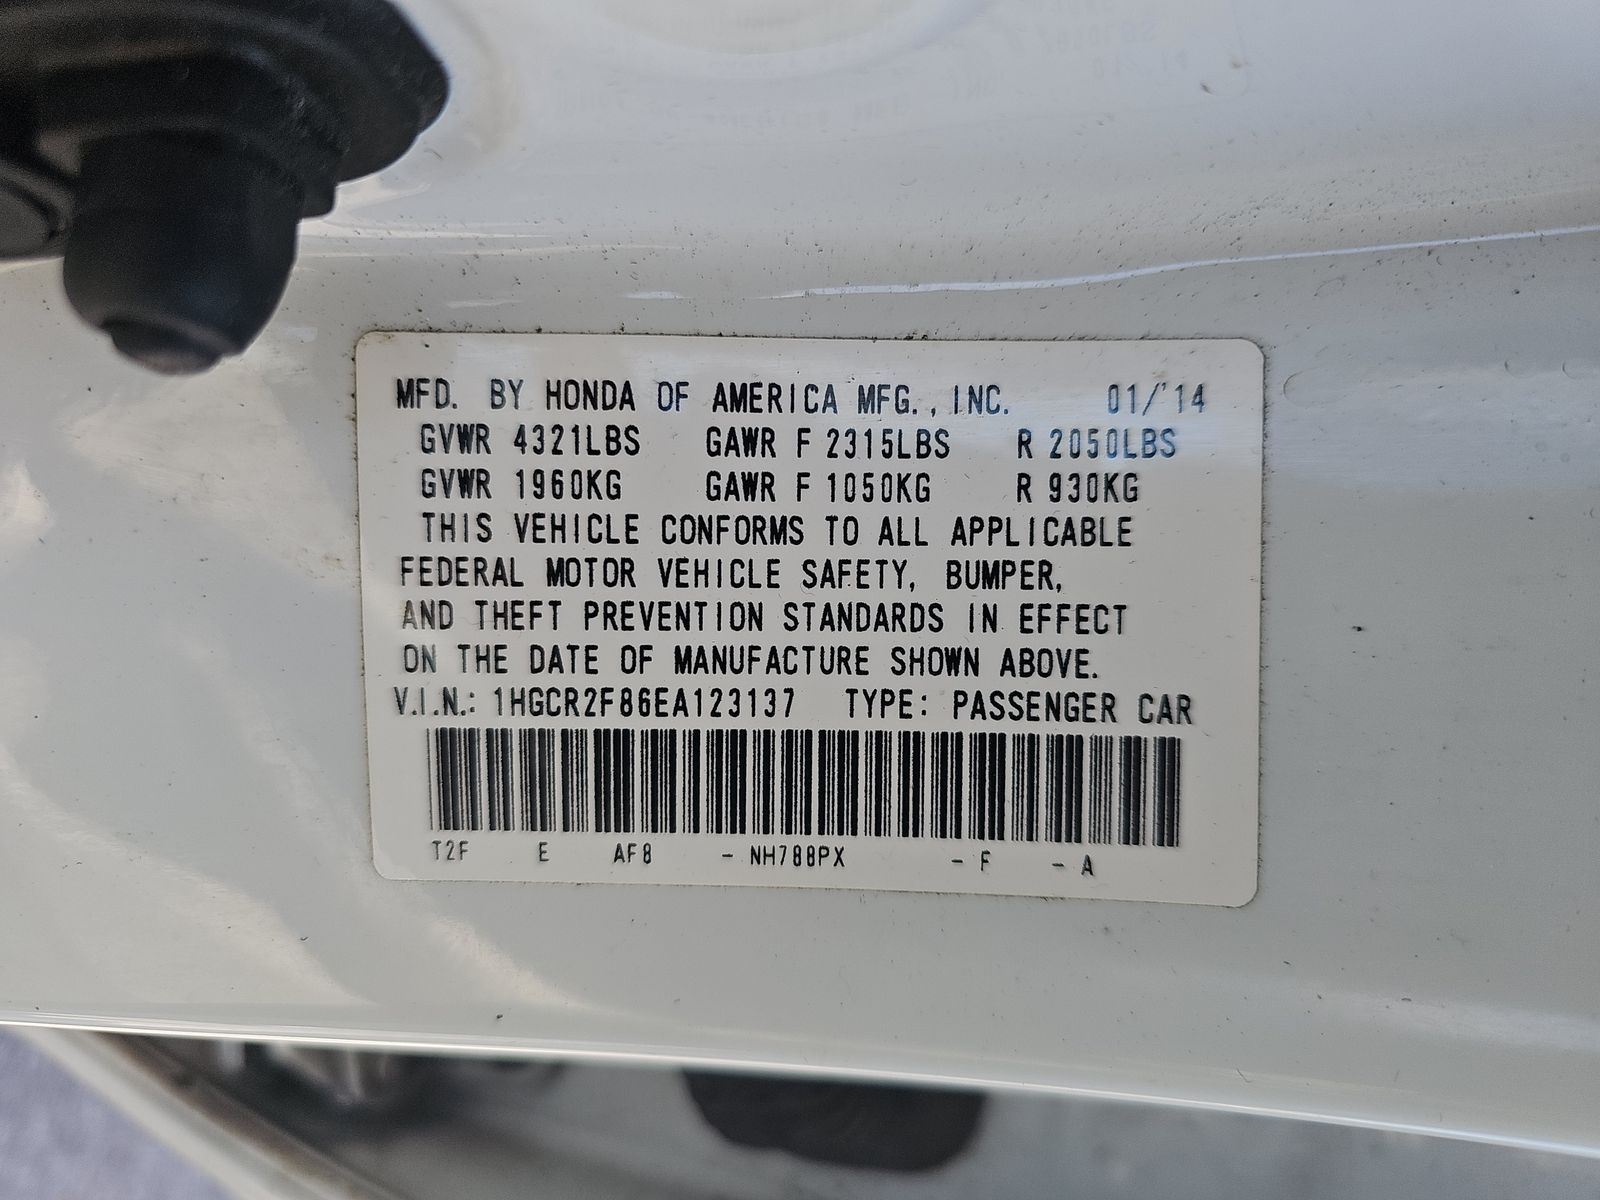 MFD. BY HONDA OF AMERICA MFG., INC. 01/'14
GVWR 4321LBS GAWR F 2315LBS R 2050LBS
GVWR 1960KG GAWR F 1050KG R 930KG
THIS VEHICLE CONFORMS TO ALL APPLICABLE
FEDERAL MOTOR VEHICLE SAFETY, BUMPER,
AND THEFT PREVENTION STANDARDS IN EFFECT
ON THE DATE OF MANUFACTURE SHOWN ABOVE.
V.I.N.: 1HGCR2F86EA123137 TYPE: PASSENGER CAR
T2F E AF8 - NH788PX - F - A